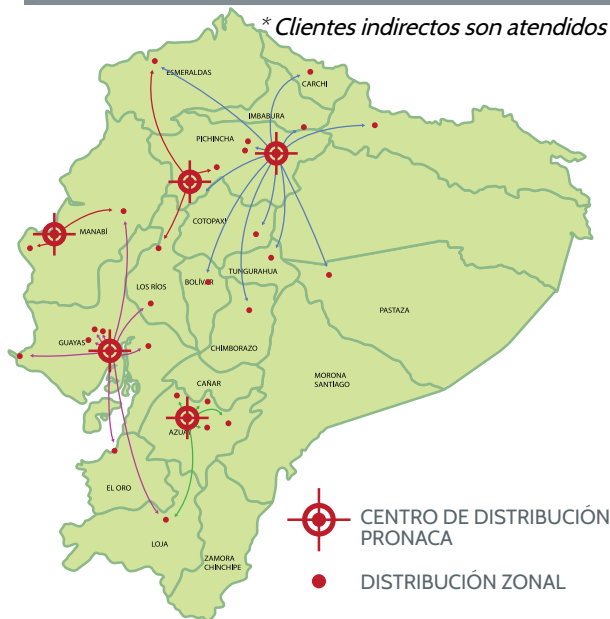 * Clientes indirectos son atendidos
ESMERALDAS
CARCHI
IMBABURA
PICHINCHA
COTOPAXI
MANABÍ
TUNGURAHUA
BOLÍVAR
LOS RÍOS
PASTAZA
GUAYAS
CHIMBORAZO
MORONA
SANTÍAGO
CAÑAR
AZUAY
EL ORO
LOJA
ZAMORA
CHINCHIPE
CENTRO DE DISTRIBUCIÓN
PRONACA
DISTRIBUCIÓN ZONAL